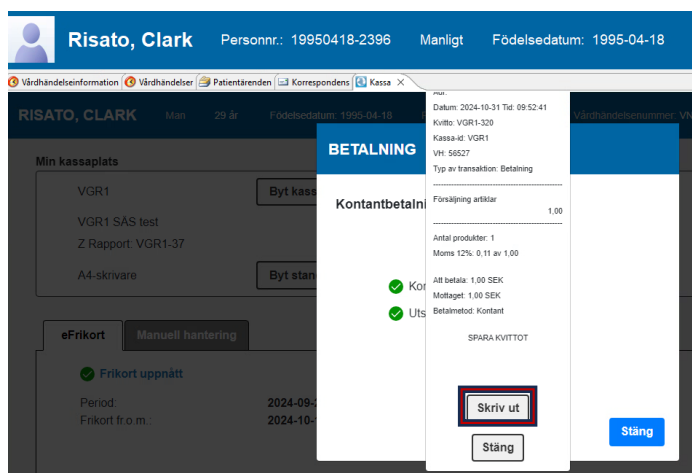 Risato, Clark Personnr.: 19950418-2396 Manligt Födelsedatum: 1995-04-18
Vårdhändelseinformation Vårdhändelser Patientärenden Korrespondens Kassa
RISATO, CLARK Man 29 år Födelsedatum: 1995-04-18 Vårdhändelsenummer: VN
Min kassaplats
VGR1 Byt kass
VGR1 SÄS test
Z Rapport: VGR1-37
A4-skrivare Byt stan
eFrikort Manuell hantering
Frikort uppnått
Period: 2024-09-2
Frikort fr.o.m.: 2024-10-
BETALNING
Kontantbetalni
Kor
Uts
Adr:
Datum: 2024-10-31 Tid: 09:52:41
Kvitto: VGR1-320
Kassa-id: VGR1
VH: 56527
Typ av transaktion: Betalning
Försäljning artiklar
1,00
Antal produkter: 1
Moms 12%: 0,11 av 1,00
Att betala: 1,00 SEK
Mottaget: 1,00 SEK
Betalmetod: Kontant
SPARA KVITTOT
Skriv ut
Stäng
Stäng